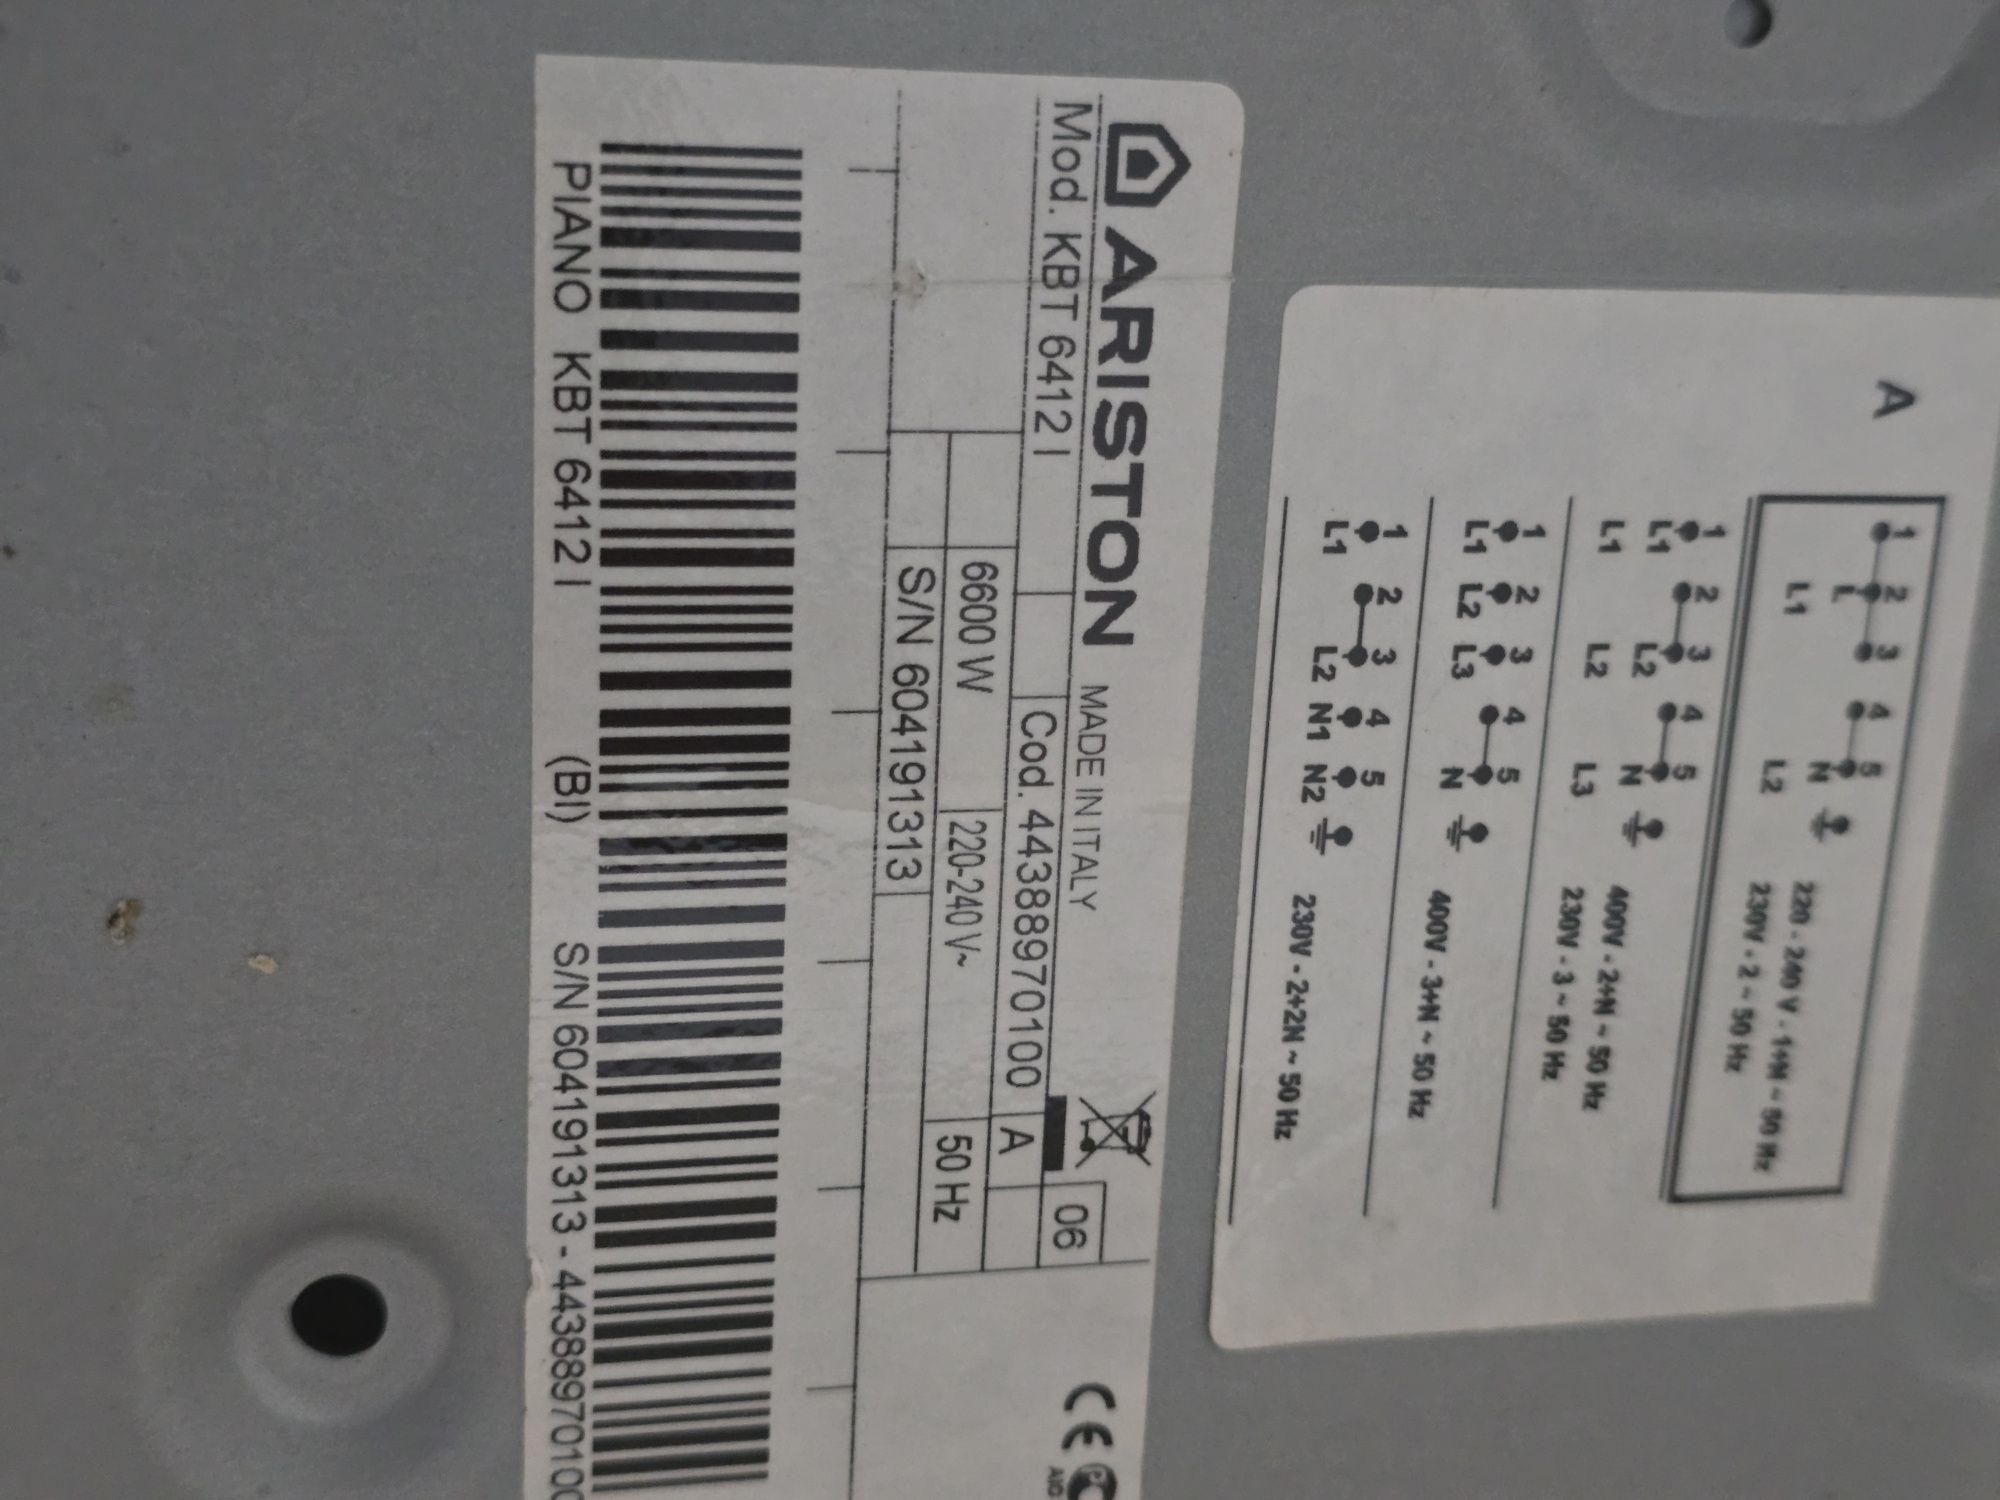 ARISTON MADE IN ITALY
06
Mod. KBT 6412 I Cod. 44388970100 A
6600 W 220-240 V~ 50 Hz
S/N 604191313
CE
PIANO KBT 6412 I (BI) S/N 604191313 - 44388970100
A
1 2 3 4 5
L N 220 - 240 V - 1+N ~ 50 Hz
L1 L2 230V - 2 ~ 50 Hz
1 2 3 4 5
L1 L2 N 400V - 2+N ~ 50 Hz
L1 L2 L3 230V - 3 ~ 50 Hz
1 2 3 4 5
L1 L2 L3 N 400V - 3+N ~ 50 Hz
1 2 3 4 5
L1 L2 N1 N2 230V - 2+2N ~ 50 Hz